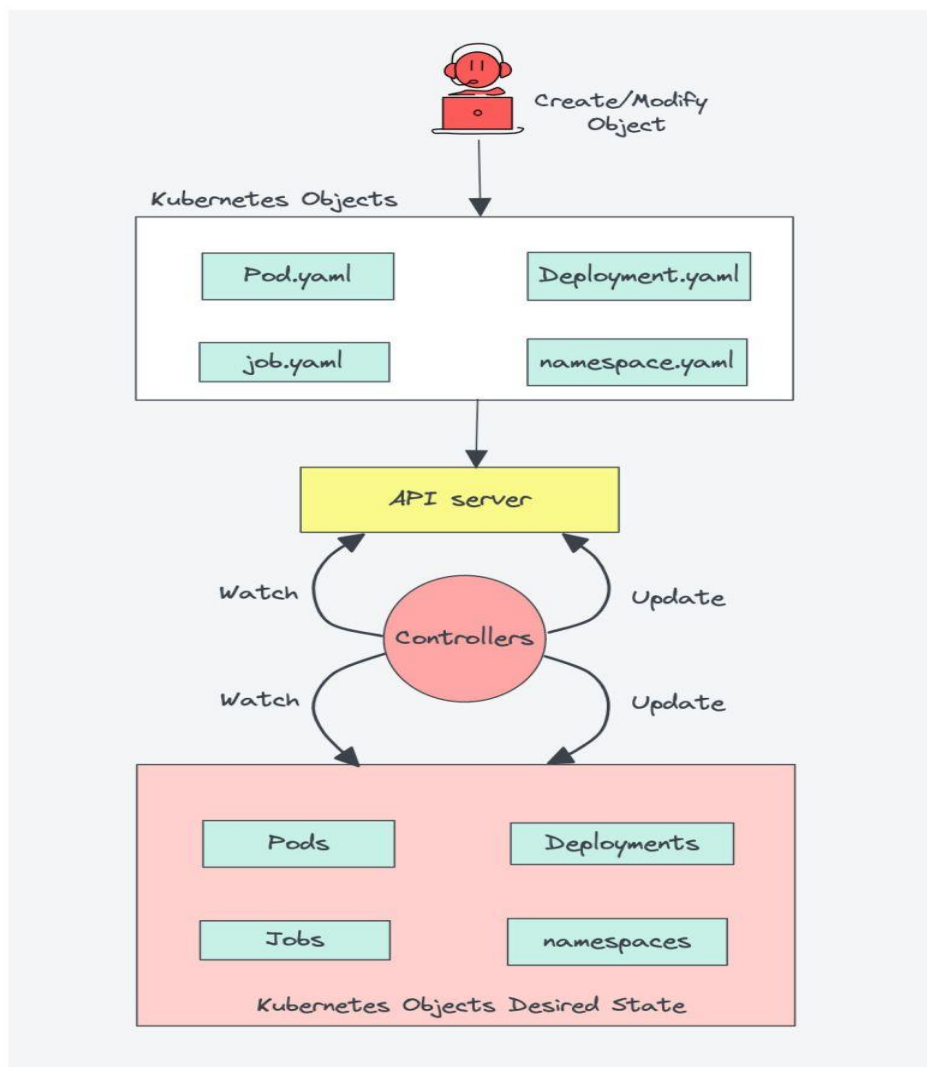 Create/Modify
Object
Kubernetes Objects
Pod.yaml
Deployment.yaml
job.yaml
namespace.yaml
API server
Watch
Update
Controllers
Watch
Update
Pods
Deployments
Jobs
namespaces
Kubernetes Objects Desired State